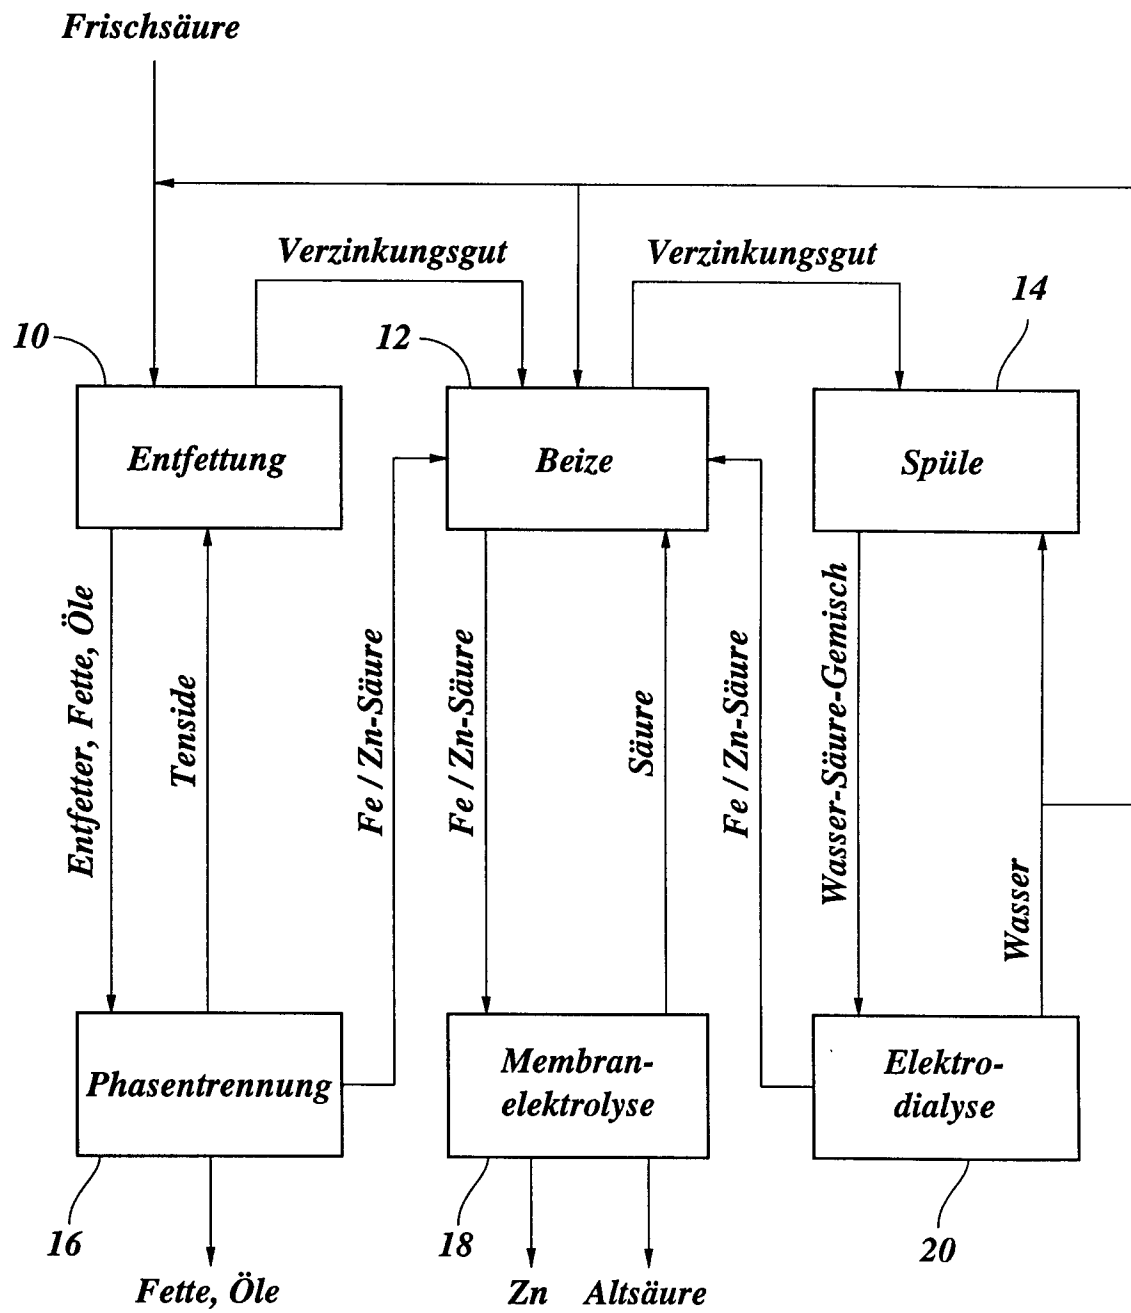 Frischsäure
Verzinkungsgut
Verzinkungsgut
10
12
14
Entfettung
Beize
Spüle
Entfetter, Fette, Öle
Tenside
Fe / Zn-Säure
Fe / Zn-Säure
Säure
Fe / Zn-Säure
Wasser-Säure-Gemisch
Wasser
Phasentrennung
Membran-
elektrolyse
Elektro-
dialyse
16
18
20
Fette, Öle
Zn
Altsäure